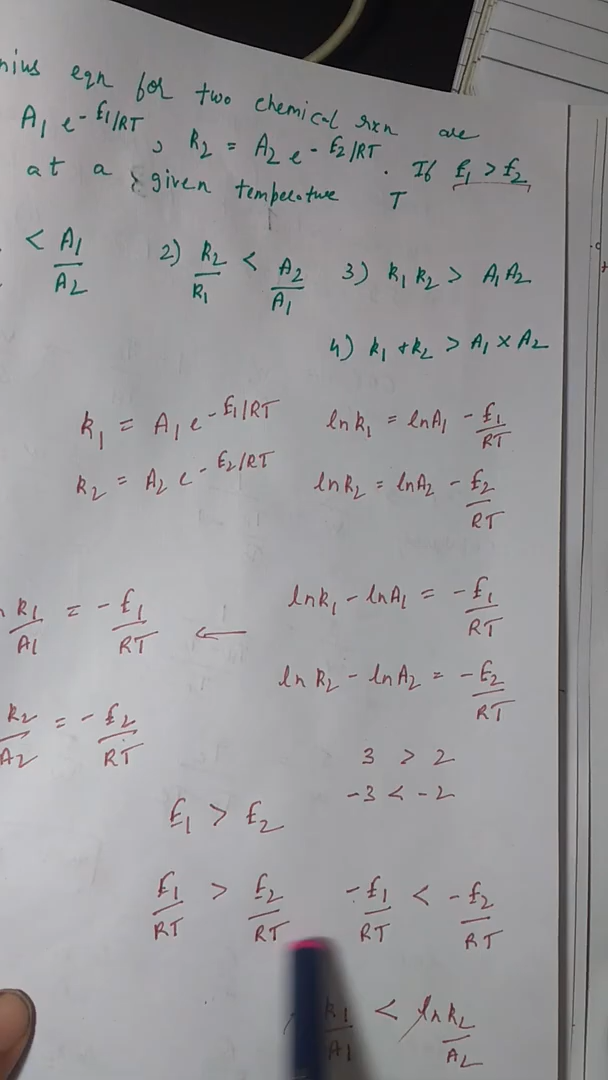 nius eqn for two chemical rxn are
A₁ e^-E₁/RT , k₂ = A₂ e^-E₂/RT . If E₁ > E₂
at a given temperature T
< A₁/A₂ 2) k₂/k₁ < A₂/A₁ 3) k₁ k₂ > A₁ A₂
4) k₁ + k₂ > A₁ × A₂
k₁ = A₁ e^-E₁/RT ln k₁ = ln A₁ - E₁/RT
k₂ = A₂ e^-E₂/RT ln k₂ = ln A₂ - E₂/RT
ln k₁ - ln A₁ = - E₁/RT
k₁/A₁ = - E₁/RT ←
ln k₂ - ln A₂ = - E₂/RT
k₂/A₂ = - E₂/RT
3 > 2
-3 < -2
E₁ > E₂
E₁/RT > E₂/RT -E₁/RT < -E₂/RT
k₁/A₁ < ln k₂/A₂